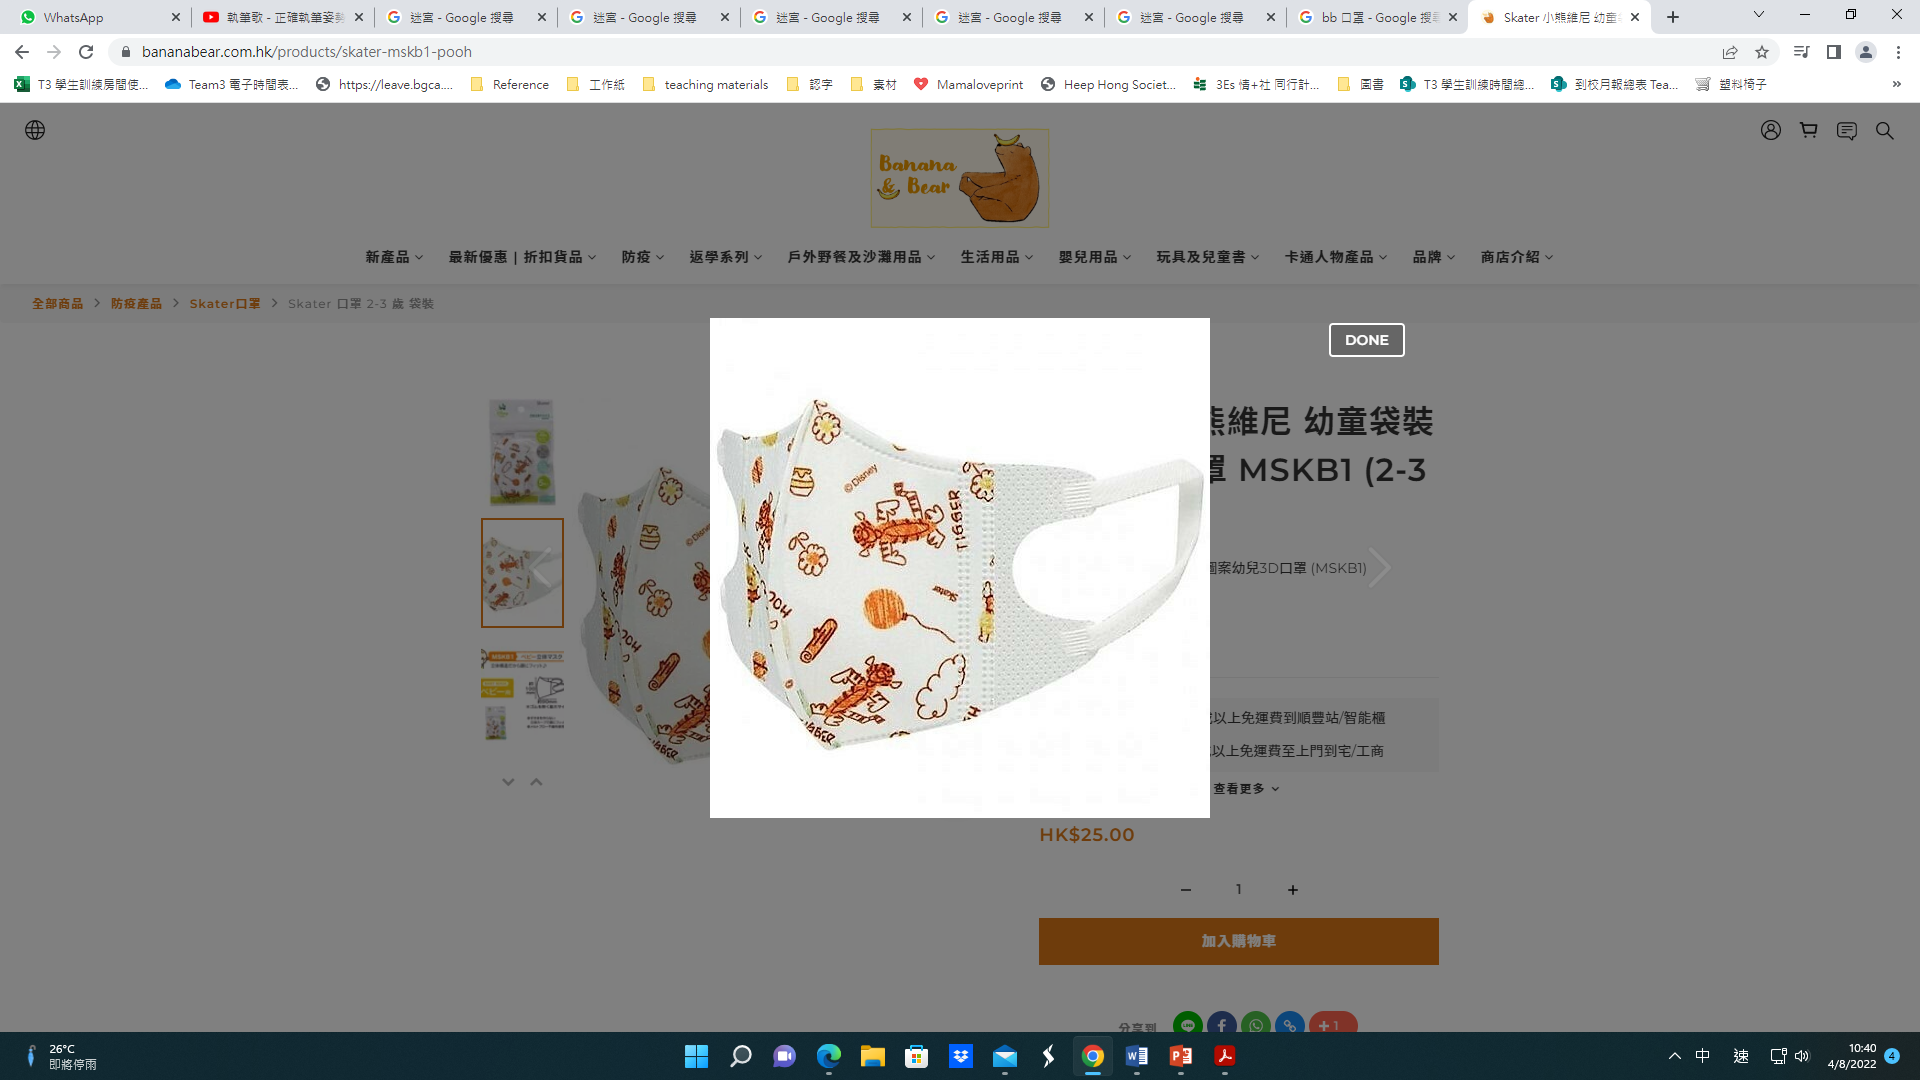 WhatsApp
執筆歌 - 正確執筆姿勢
迷宮 - Google 搜尋
迷宮 - Google 搜尋
迷宮 - Google 搜尋
迷宮 - Google 搜尋
迷宮 - Google 搜尋
bb 口罩 - Google 搜尋
Skater 小熊維尼 幼童
bananabear.com.hk/products/skater-mskb1-pooh
T3 學生訓練房間使...
Team3 電子時間表...
https://leave.bgca....
Reference
工作紙
teaching materials
認字
素材
Mamaloveprint
Heep Hong Societ...
3Es 情+社 同行計...
圖書
T3 學生訓練時間總...
到校月報總表 Tea...
塑料椅子
Banana
& Bear
新產品
最新優惠 | 折扣貨品
防疫
返學系列
戶外野餐及沙灘用品
生活用品
嬰兒用品
玩具及兒童書
卡通人物產品
品牌
商店介紹
全部商品 > 防疫產品 > Skater口罩 > Skater 口罩 2-3 歲 袋裝
DONE
熊維尼 幼童袋裝
罩 MSKB1 (2-3
©Disney
TIGGER
Skater
圖案幼兒3D口罩 (MSKB1)
以上免運費到順豐站/智能櫃
以上免運費至上門到宅/工商
查看更多
HK$25.00
1
加入購物車
分享到
1
26°C
即將停雨
中
速
10:40
4/8/2022
4